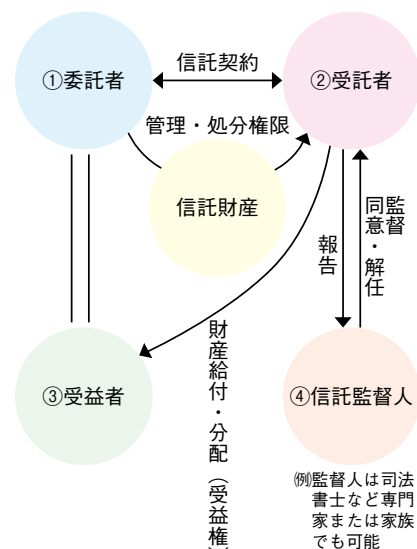 ①委託者
信託契約
②受託者
管理・処分権限
信託財産
監督
同意・解任
報告
財産給付・分配（受益権）
③受益者
④信託監督人
㈲監督人は司法
書士など専門
家または家族
でも可能